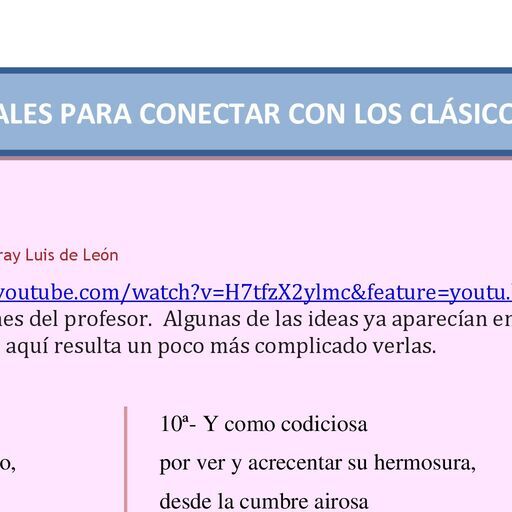 ALES PARA CONECTAR CON LOS CLÁSICO
ray Luis de León
youtube.com/watch?v=H7tfzX2ylmc&feature=youtu.
nes del profesor.  Algunas de las ideas ya aparecían en
aquí resulta un poco más complicado verlas.
o,
10ª- Y como codiciosa
por ver y acrecentar su hermosura,
desde la cumbre airosa